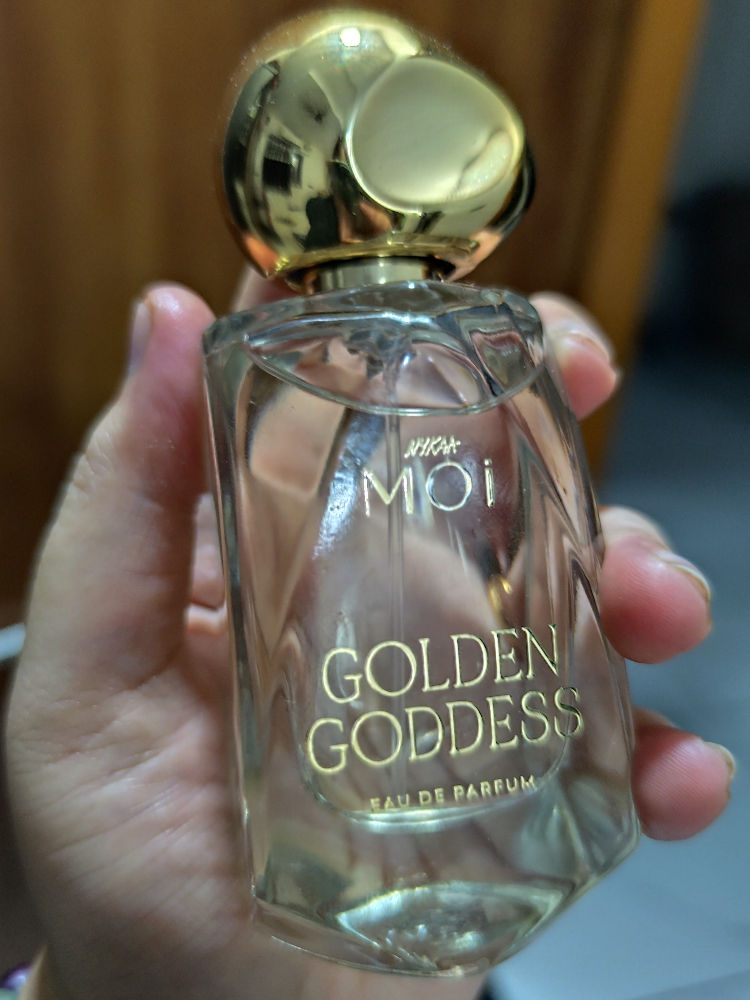 NYKAA
MOi
GOLDEN
GODDESS
EAU DE PARFUM